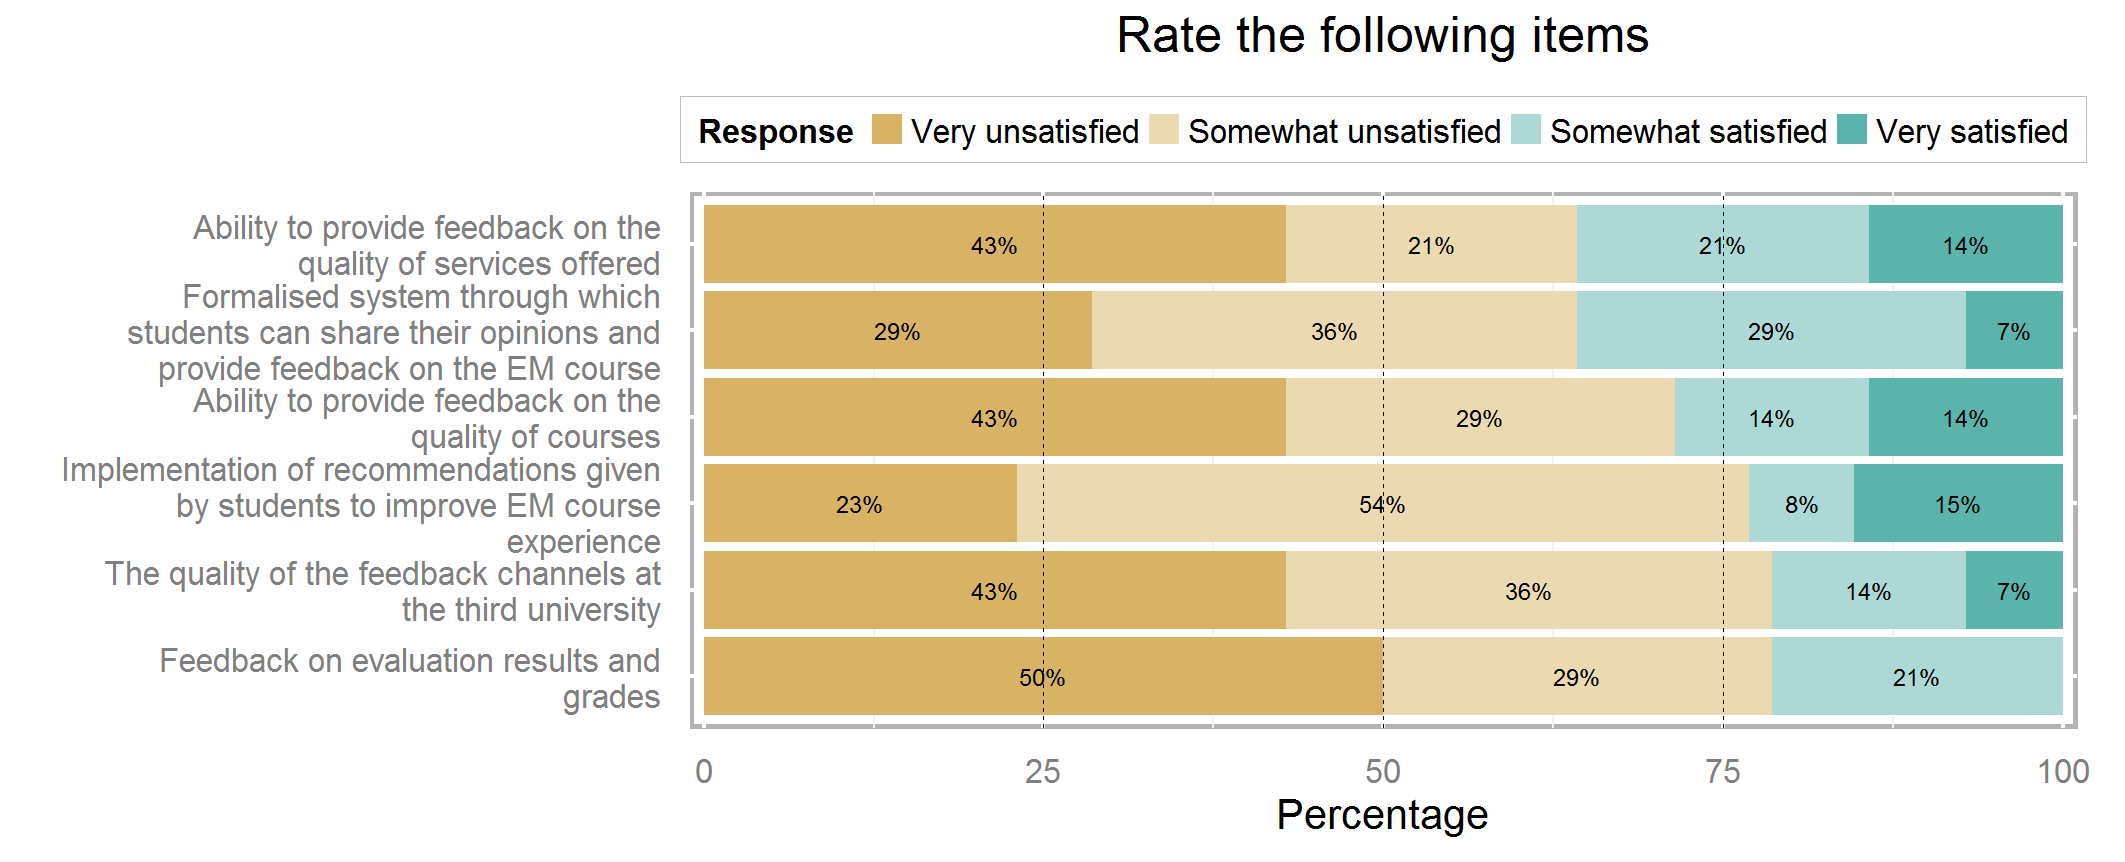 Rate the following items
Response Very unsatisfied Somewhat unsatisfied Somewhat satisfied Very satisfied
Ability to provide feedback on the
quality of services offered
43% 21% 21% 14%
Formalised system through which
students can share their opinions and
provide feedback on the EM course
29% 36% 29% 7%
Ability to provide feedback on the
quality of courses
43% 29% 14% 14%
Implementation of recommendations given
by students to improve EM course
experience
23% 54% 8% 15%
The quality of the feedback channels at
the third university
43% 36% 14% 7%
Feedback on evaluation results and
grades
50% 29% 21%
0 25 50 75 100
Percentage